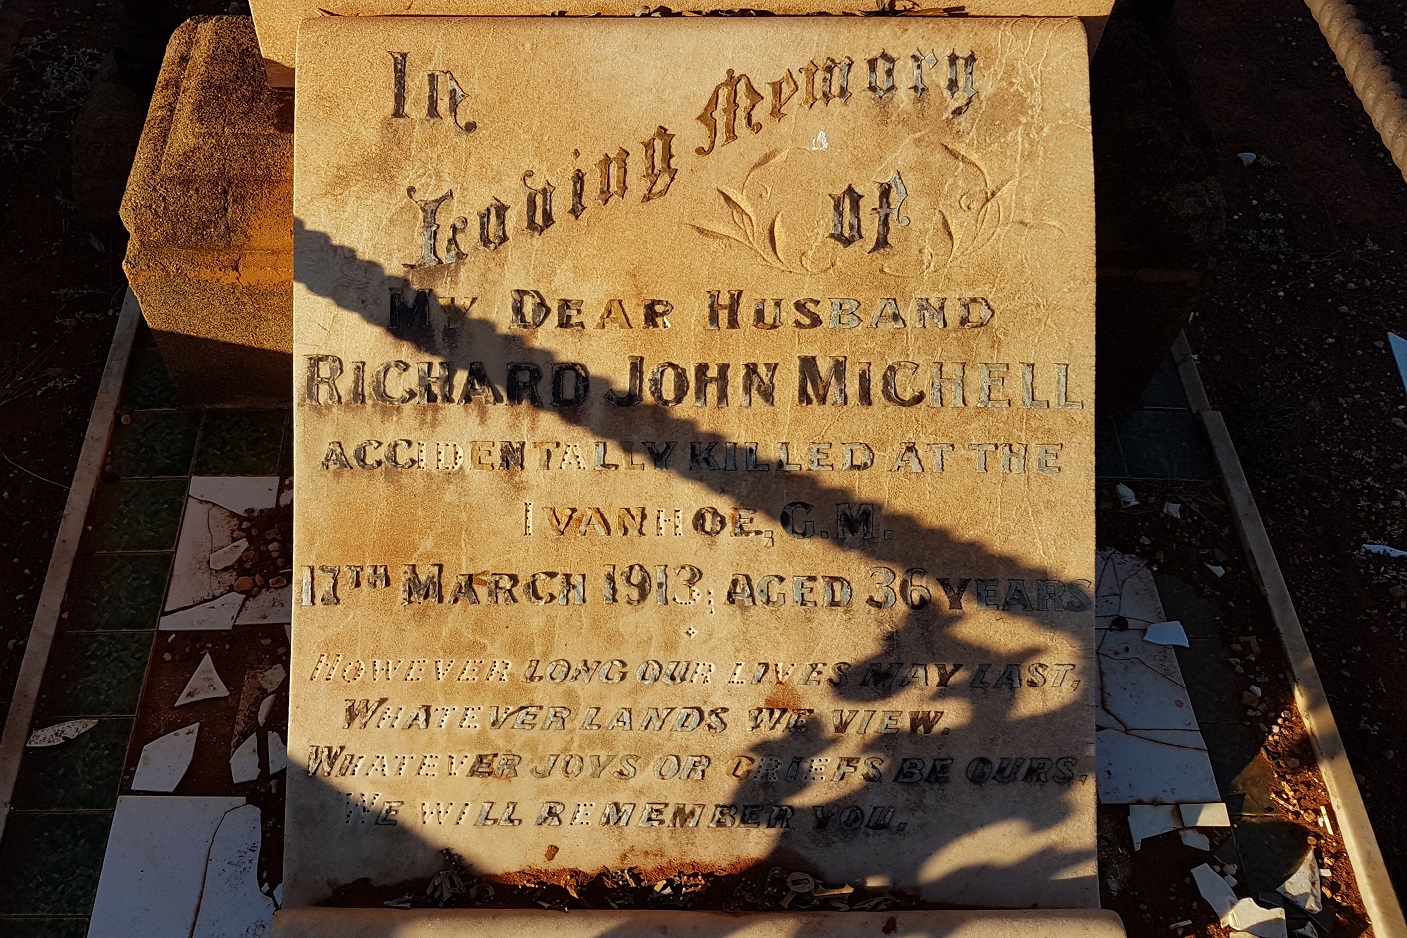 In
Loving Memory
of
MY DEAR HUSBAND
RICHARD JOHN MICHELL
ACCIDENTALLY KILLED AT THE
IVANHOE, G.M.
17TH MARCH 1913; AGED 36 YEARS
HOWEVER LONG OUR LIVES MAY LAST,
WHATEVER LANDS WE VIEW.
WHATEVER JOYS OR GRIEFS BE OURS,
WE WILL REMEMBER YOU.